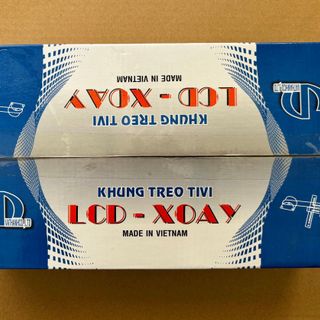 KHUNG TREO TIVI
LCD - XOAY
MADE IN VIETNAM
KHUNG TREO TIVI
LCD - XOAY
MADE IN VIETNAM